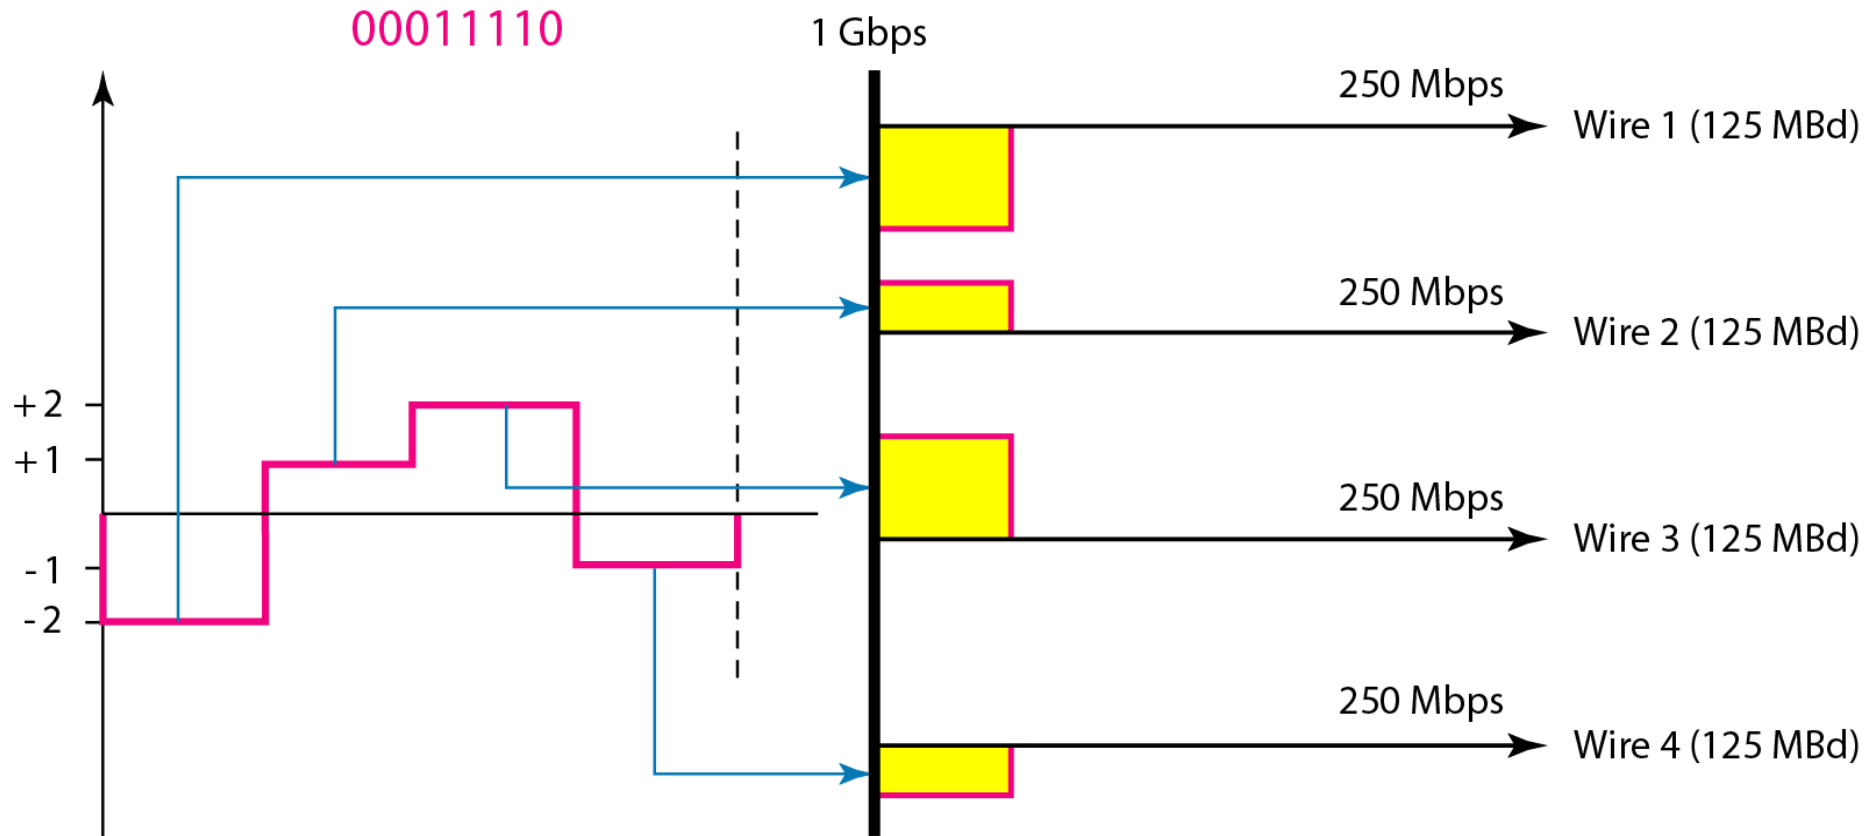 00011110
1 Gbps
250 Mbps
Wire 1 (125 MBd)
250 Mbps
Wire 2 (125 MBd)
+2
+1
250 Mbps
Wire 3 (125 MBd)
-1
-2
250 Mbps
Wire 4 (125 MBd)